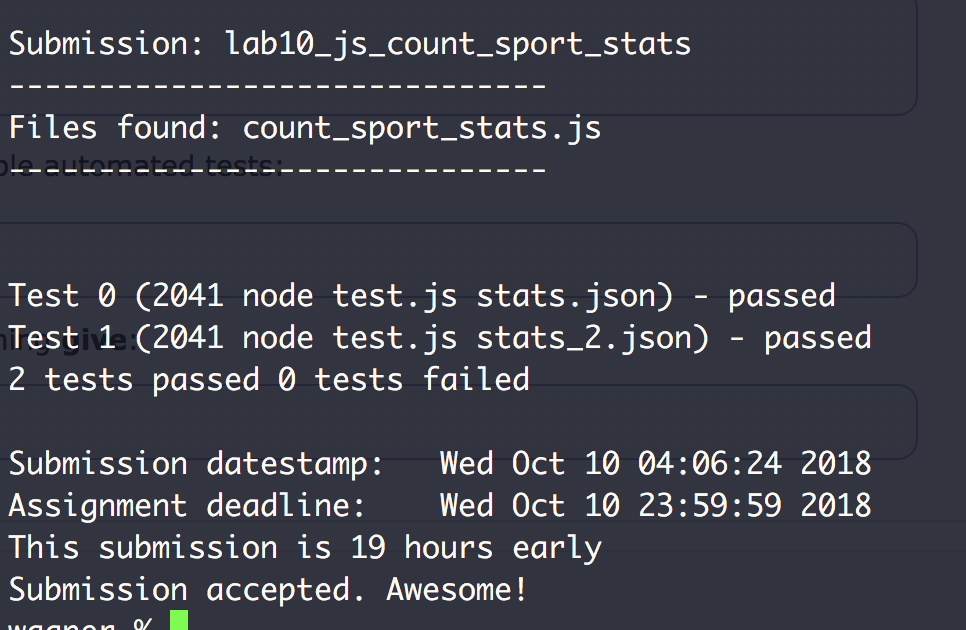 Submission: lab10_js_count_sport_stats
------------------------------
Files found: count_sport_stats.js
ble automated tests:
------------------------------
Test 0 (2041 node test.js stats.json) - passed
give:
Test 1 (2041 node test.js stats_2.json) - passed
2 tests passed 0 tests failed
Submission datestamp:   Wed Oct 10 04:06:24 2018
Assignment deadline:    Wed Oct 10 23:59:59 2018
This submission is 19 hours early
Submission accepted. Awesome!
wagner %